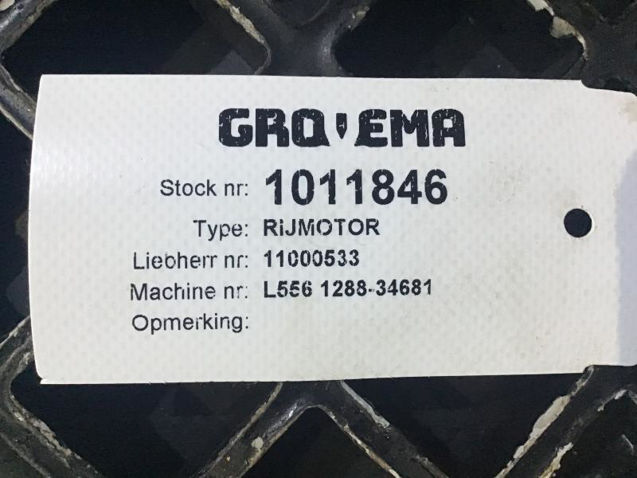 GRO'EMA
Stock nr: 1011846
Type: RIJMOTOR
Liebherr nr: 11000533
Machine nr: L556 1288-34681
Opmerking: